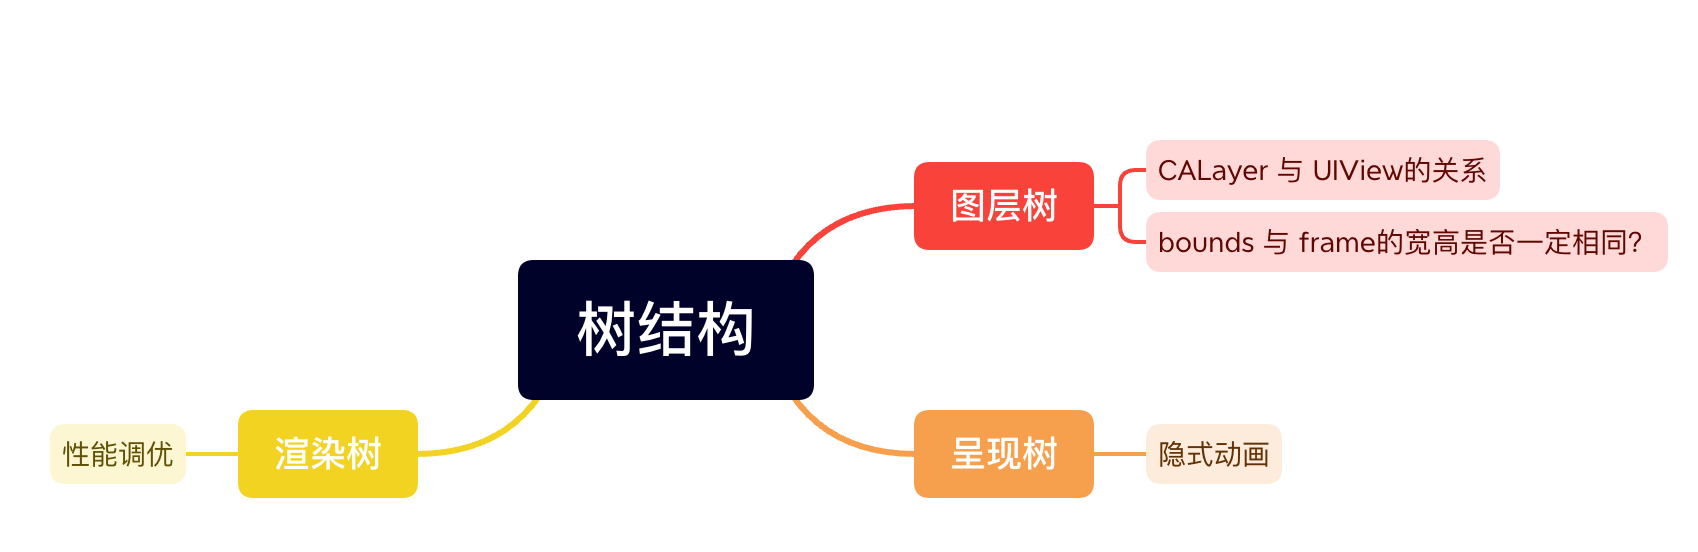 树结构
图层树
CALayer 与 UIView的关系
bounds 与 frame的宽高是否一定相同？
呈现树
隐式动画
渲染树
性能调优